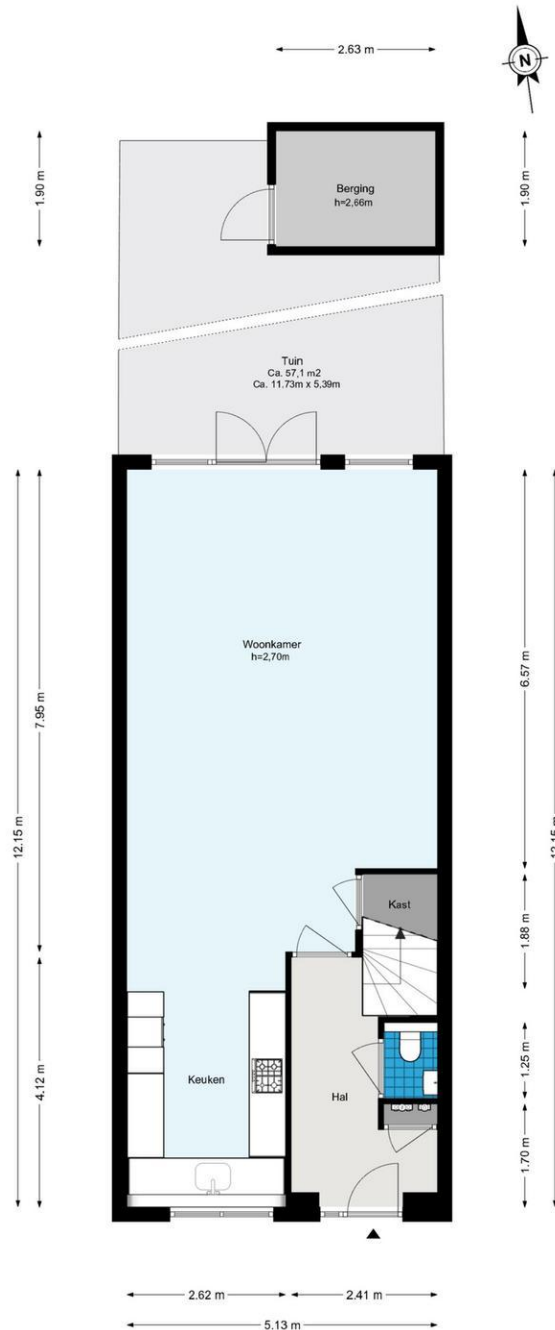 2.63 m
N
1.90 m
Berging
h=2,66m
1.90 m
Tuin
Ca. 57,1 m2
Ca. 11.73m x 5,39m
Woonkamer
h=2,70m
7.95 m
6.57 m
12.15 m
12.15 m
Kast
1.88 m
4.12 m
Keuken
Hal
1.25 m
1.70 m
2.62 m
2.41 m
5.13 m